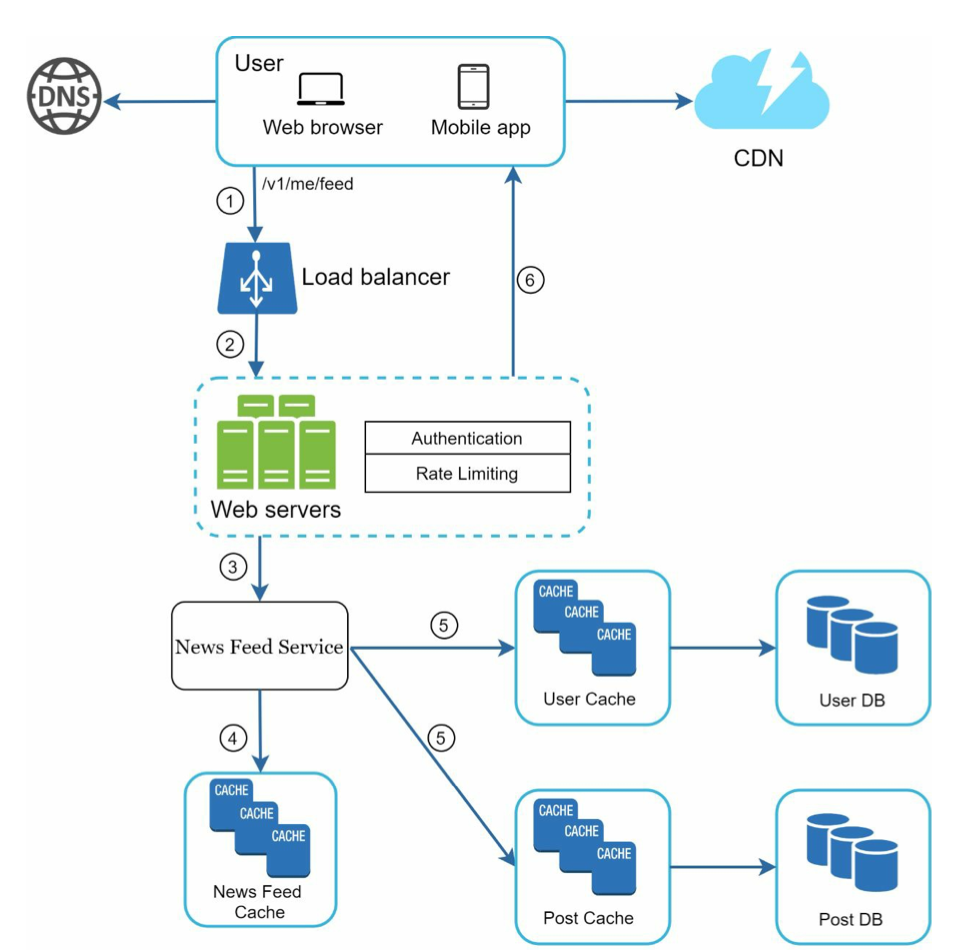 User
DNS
Web browser
Mobile app
CDN
/v1/me/feed
1
Load balancer
6
2
Authentication
Rate Limiting
Web servers
3
CACHE
CACHE
CACHE
User Cache
User DB
5
News Feed Service
4
5
CACHE
CACHE
CACHE
News Feed
Cache
CACHE
CACHE
CACHE
Post Cache
Post DB